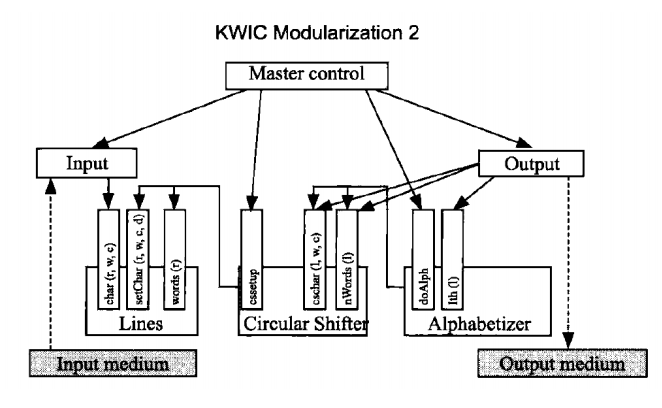 KWIC Modularization 2
Master control
Input
Output
char (r, w, c)
setChar (r, w, c, d)
words (r)
cssetup
cschar (l, w, c)
nWords (l)
doAlph
lth (l)
Lines
Circular Shifter
Alphabetizer
Input medium
Output medium